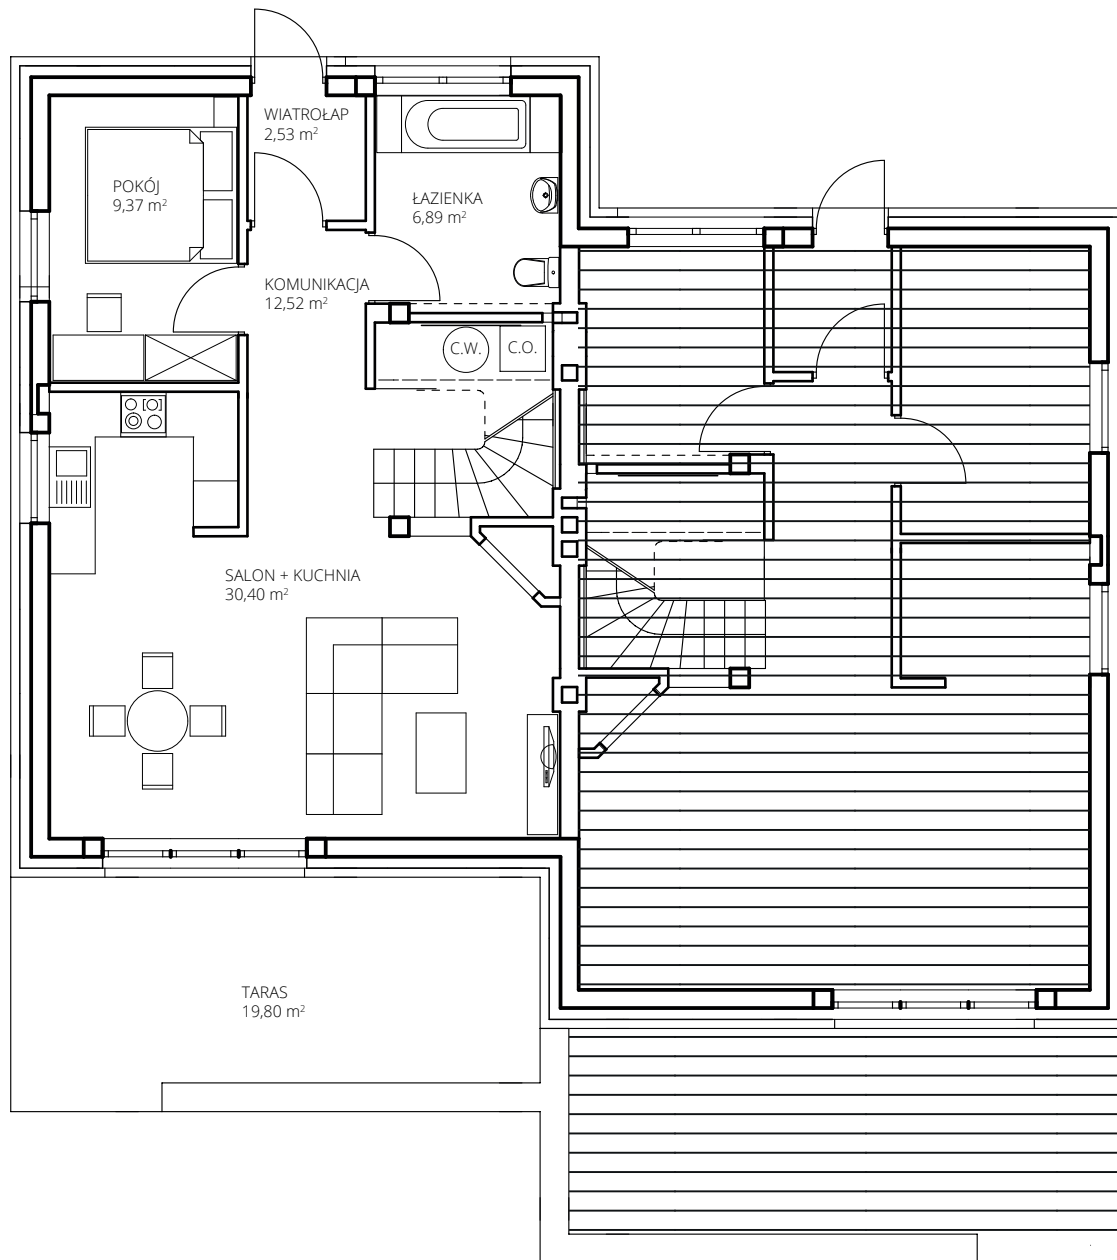 WIATROŁAP
2,53 m²
POKÓJ
9,37 m²
ŁAZIENKA
6,89 m²
KOMUNIKACJA
12,52 m²
C.W.
C.O.
SALON + KUCHNIA
30,40 m²
TARAS
19,80 m²